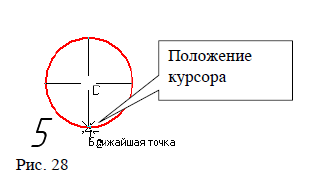 Положение
курсора
5
Ближайшая точка
Рис. 28